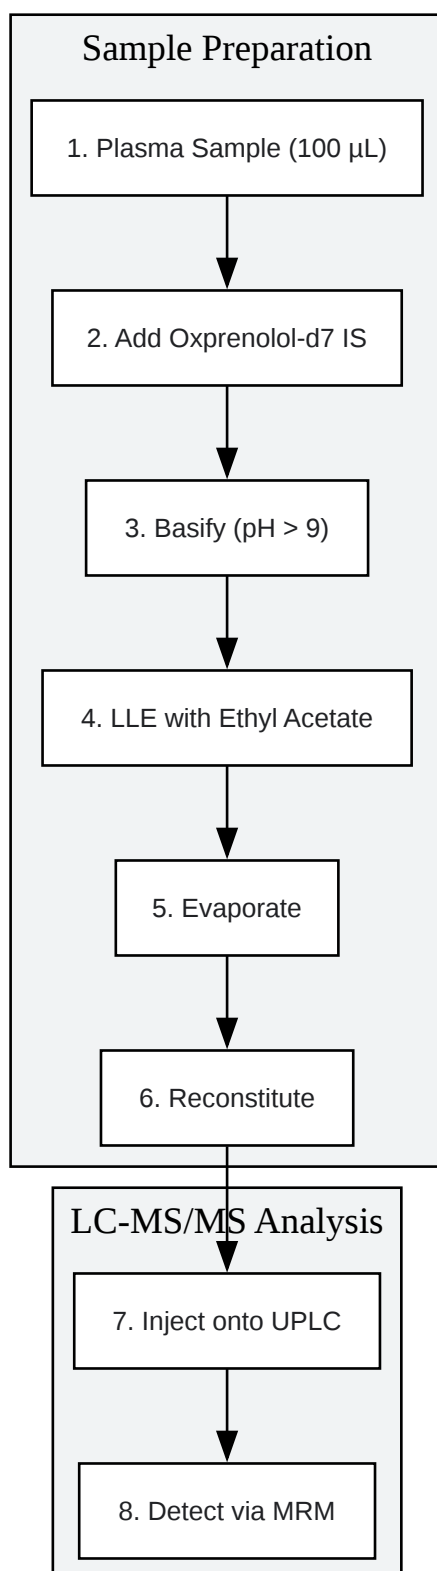 Sample Preparation
1. Plasma Sample (100 µL)
2. Add Oxprenolol-d7 IS
3. Basify (pH > 9)
4. LLE with Ethyl Acetate
5. Evaporate
6. Reconstitute
LC-MS/MS Analysis
7. Inject onto UPLC
8. Detect via MRM